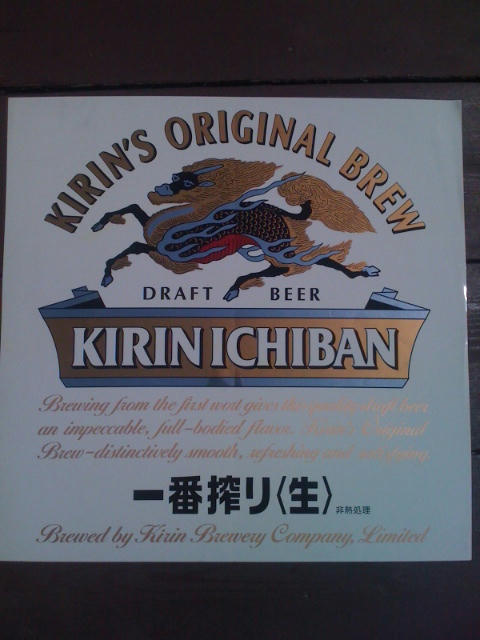 KIRIN'S ORIGINAL BREW
DRAFT BEER
KIRIN ICHIBAN
Brewing from the first wort gives this quality draft beer
an impeccable, full-bodied flavor. Kirin's Original
Brew-distinctively smooth, refreshing and satisfying.
一番搾り〈生〉非熱処理
Brewed by Kirin Brewery Company, Limited